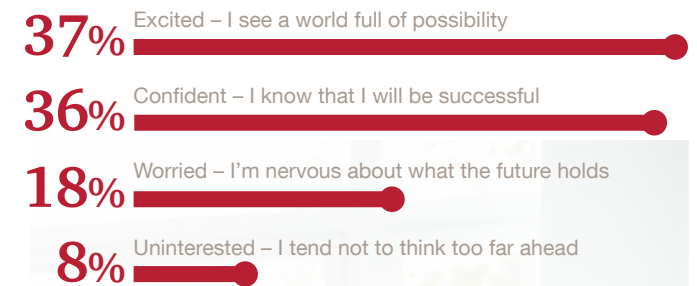 37% Excited – I see a world full of possibility
36% Confident – I know that I will be successful
18% Worried – I'm nervous about what the future holds
8% Uninterested – I tend not to think too far ahead